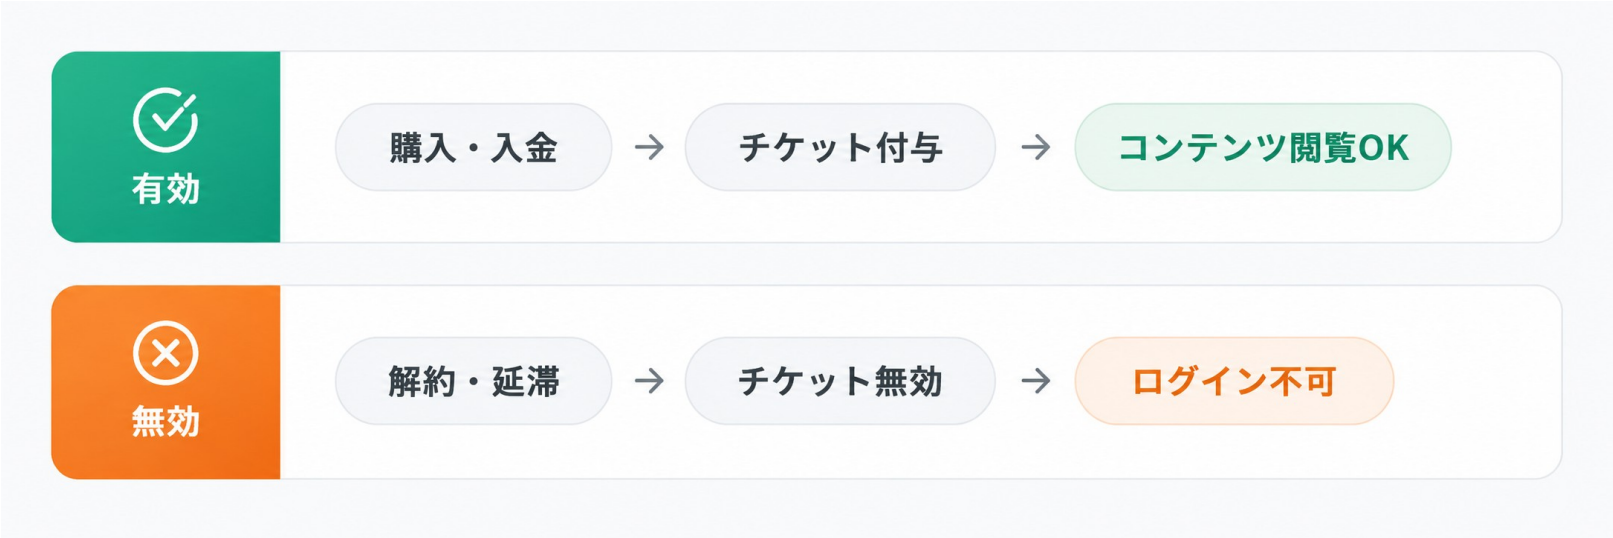 有効
購入・入金 → チケット付与 → コンテンツ閲覧OK
無効
解約・延滞 → チケット無効 → ログイン不可